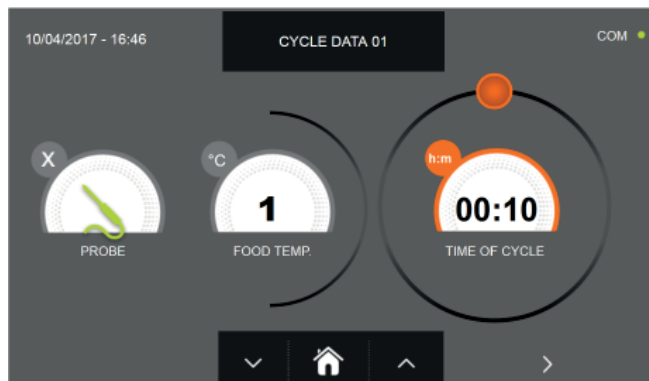 10/04/2017 - 16:46
CYCLE DATA 01
COM
X
PROBE
°C
1
FOOD TEMP.
h:m
00:10
TIME OF CYCLE